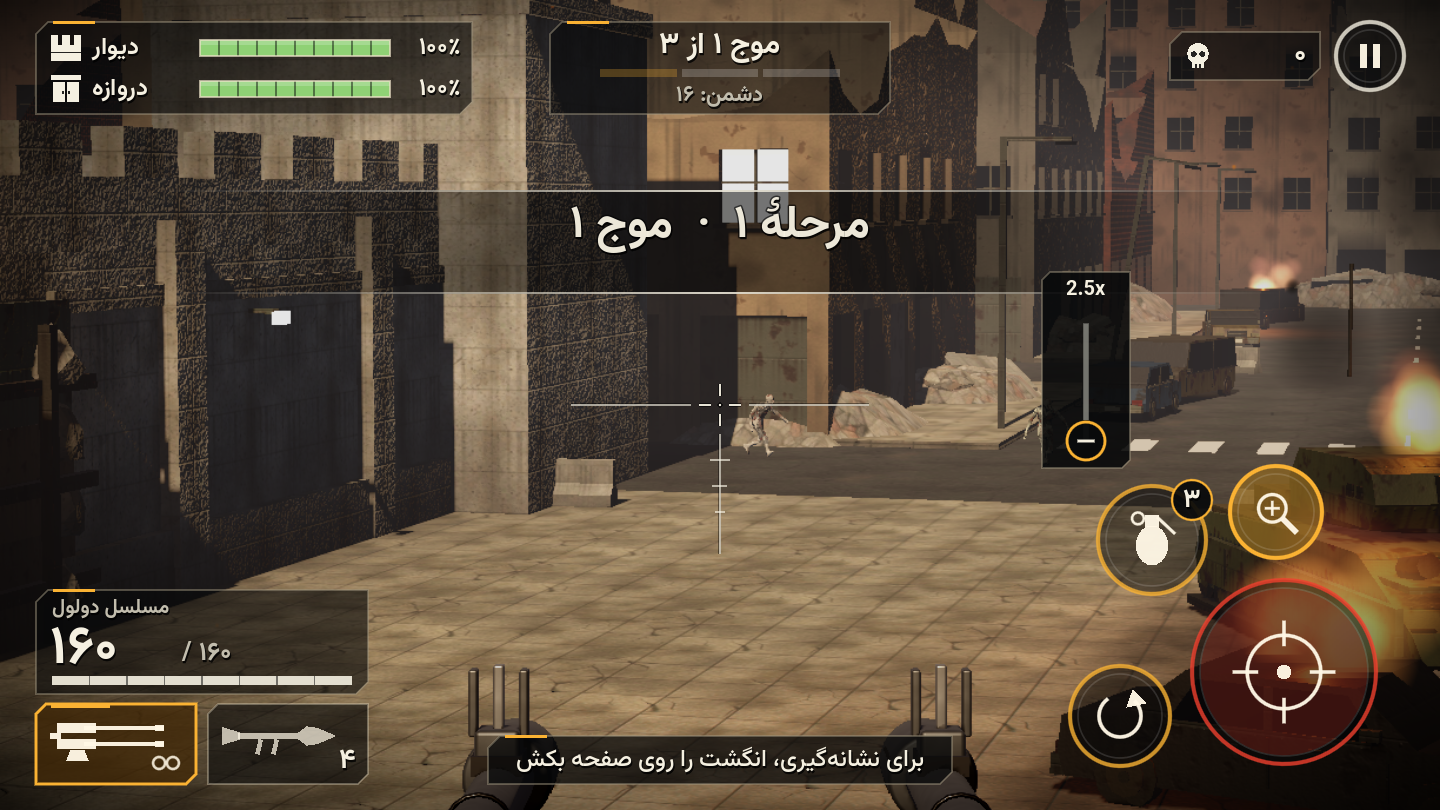 دیوار ۱۰۰٪
دروازه ۱۰۰٪
موج ۱ از ۳
دشمن: ۱۶
۰
مرحلهٔ ۱ · موج ۱
2.5x
۳
مسلسل دولول
۱۶۰ / ۱۶۰
∞
۴
برای نشانه‌گیری، انگشت را روی صفحه بکش